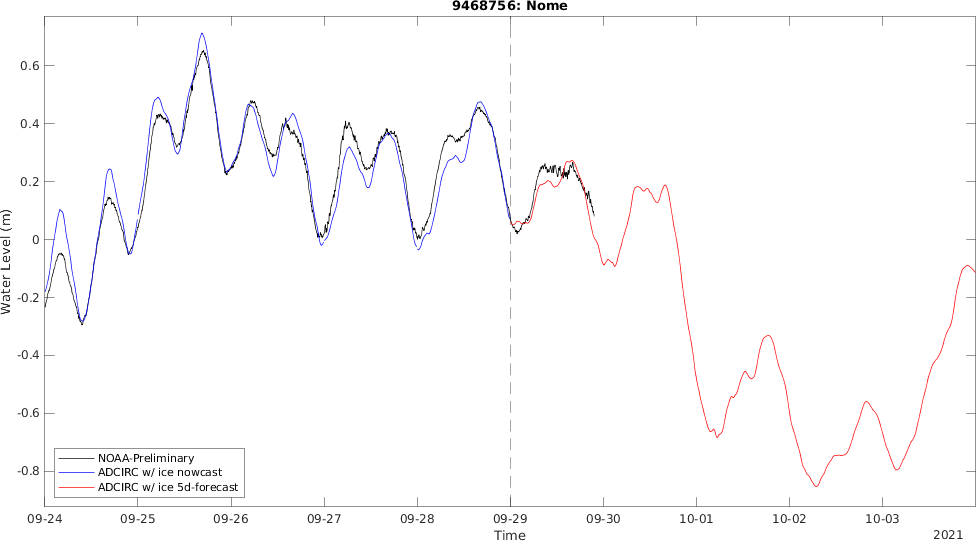 9468756: Nome
Water Level (m)
0.6
0.4
0.2
0
-0.2
-0.4
-0.6
-0.8
NOAA-Preliminary
ADCIRC w/ ice nowcast
ADCIRC w/ ice 5d-forecast
09-24 09-25 09-26 09-27 09-28 09-29 09-30 10-01 10-02 10-03
Time
2021